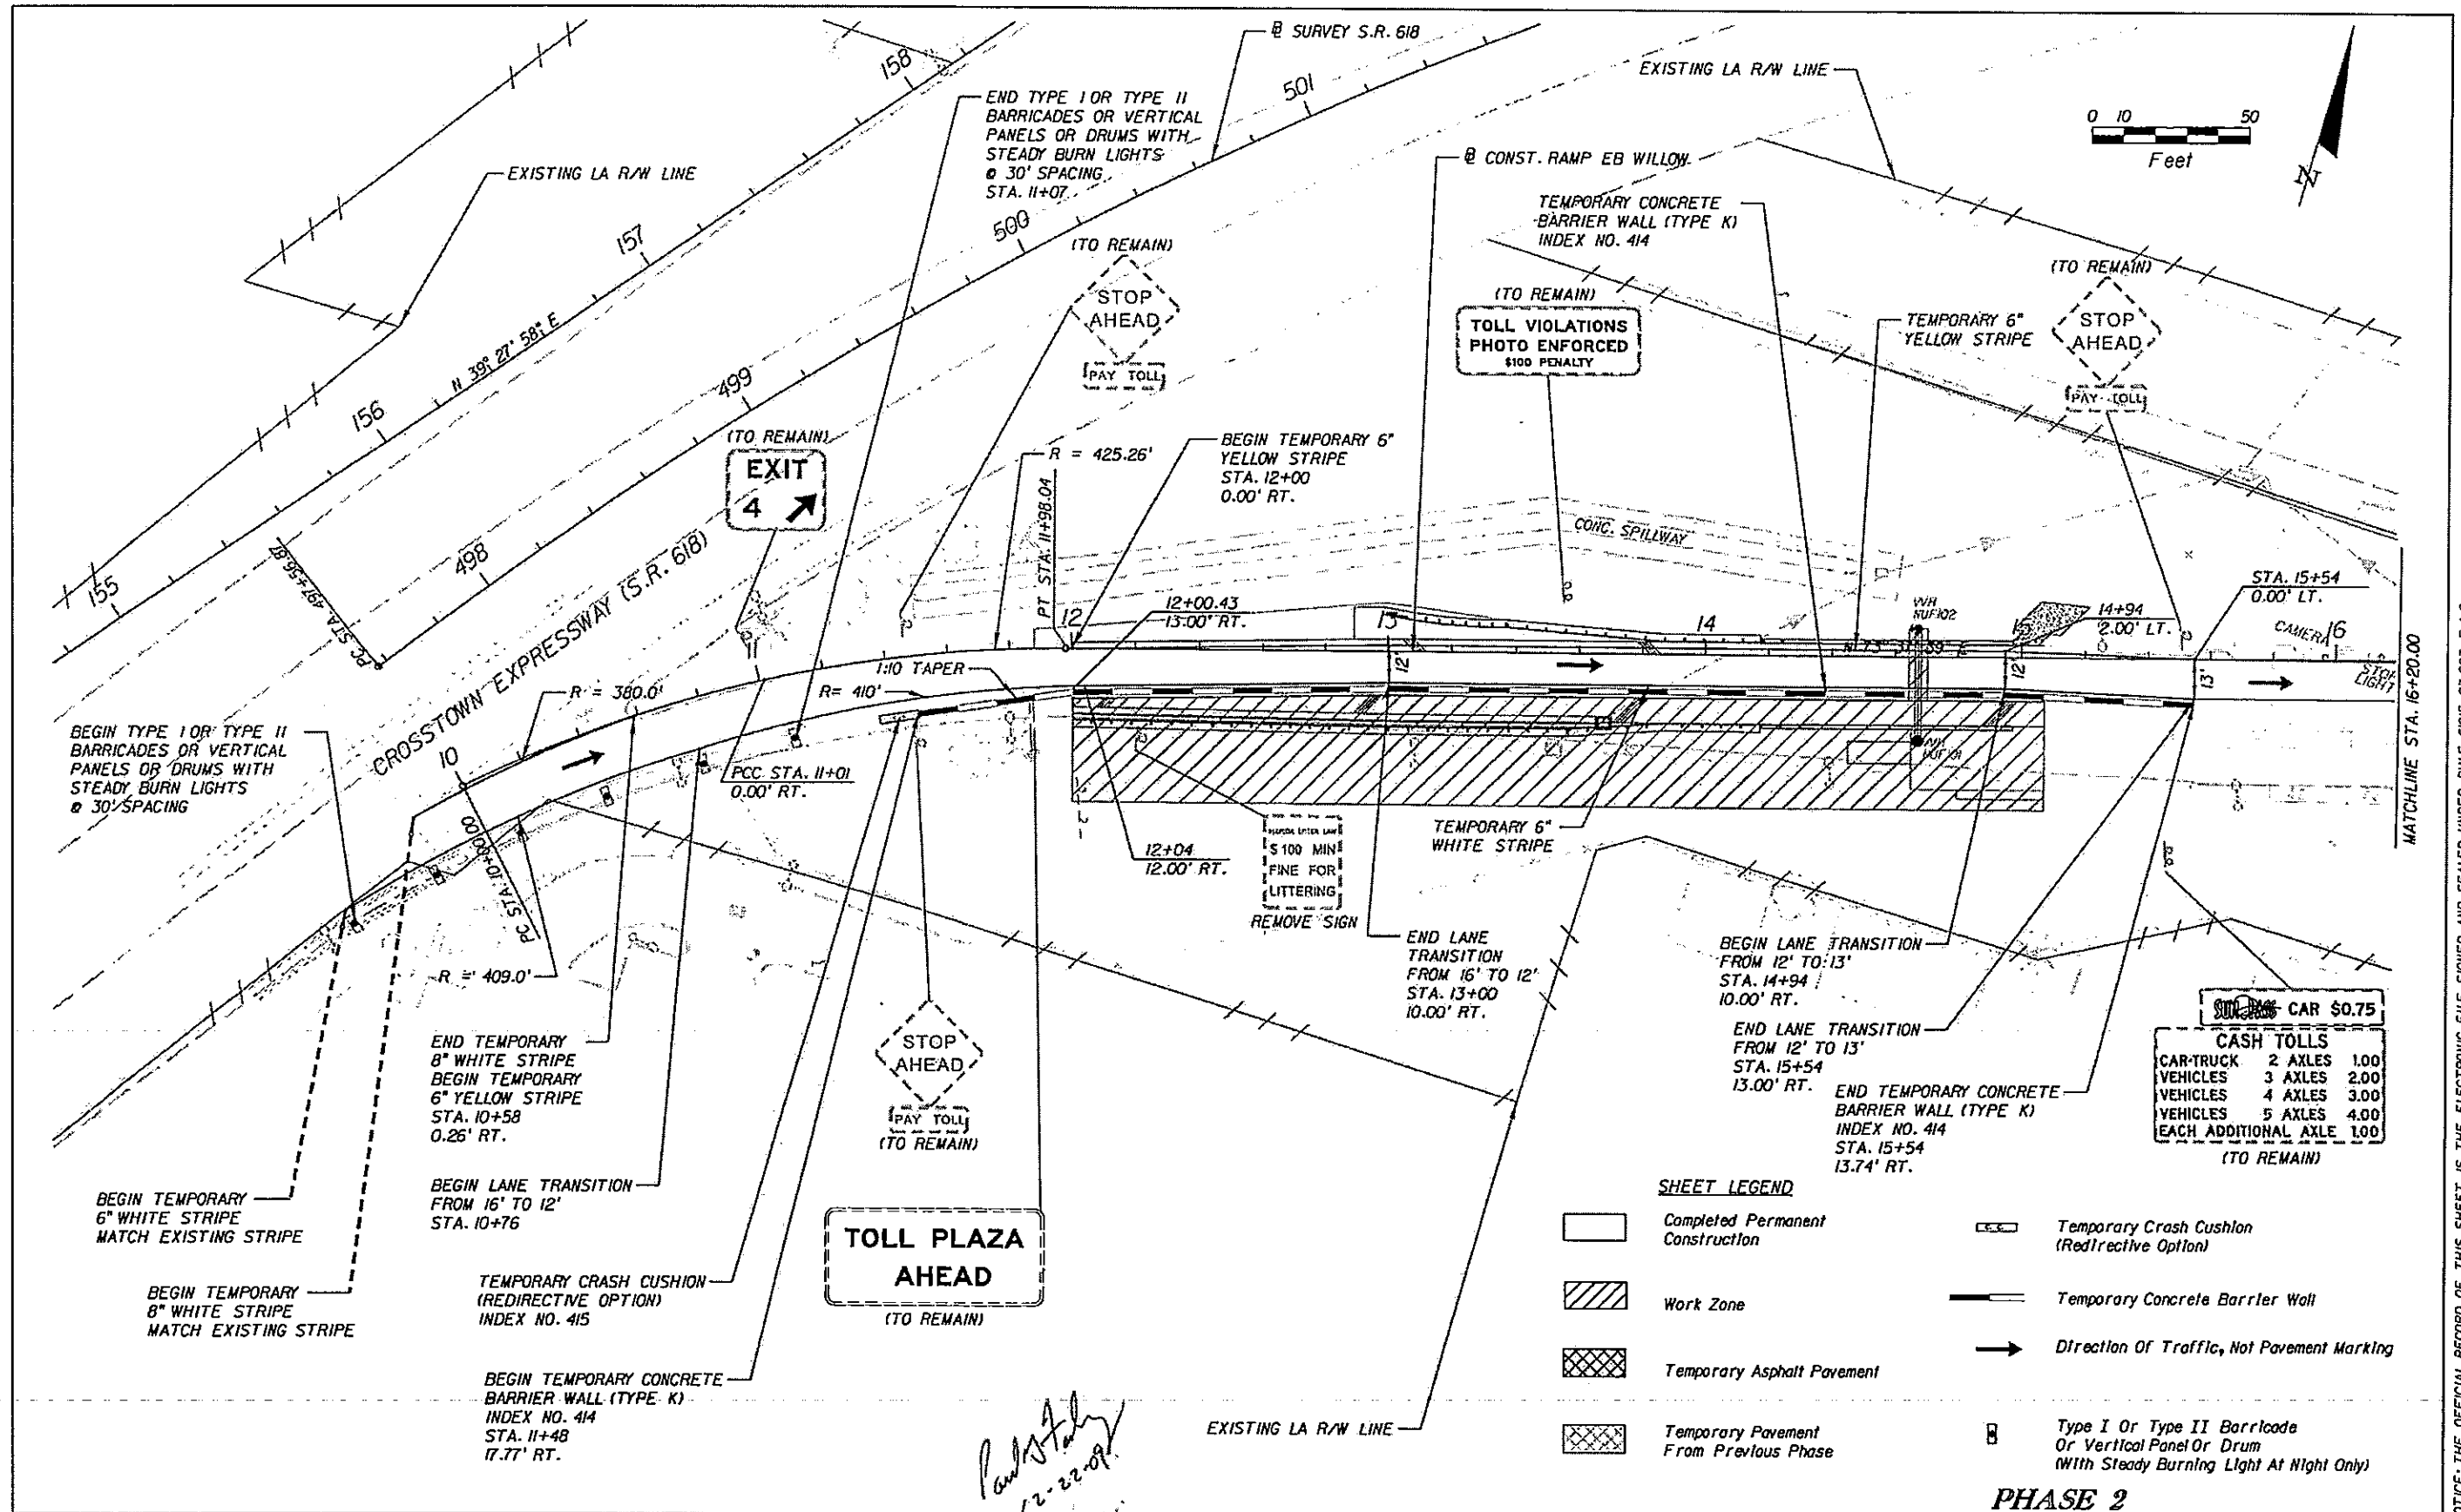 ℄ SURVEY S.R. 618
EXISTING LA R/W LINE
EXISTING LA R/W LINE
0 10 50
Feet
N
END TYPE I OR TYPE II
BARRICADES OR VERTICAL
PANELS OR DRUMS WITH
STEADY BURN LIGHTS
@ 30' SPACING
STA. 11+07
℄ CONST. RAMP EB WILLOW
TEMPORARY CONCRETE
BARRIER WALL (TYPE K)
INDEX NO. 414
155
156
157
158
N 39° 27' 58" E
498
499
500
501
PC STA. 497+56.67
CROSSTOWN EXPRESSWAY (S.R. 618)
(TO REMAIN)
STOP
AHEAD
PAY TOLL
(TO REMAIN)
TOLL VIOLATIONS
PHOTO ENFORCED
$100 PENALTY
TEMPORARY 6"
YELLOW STRIPE
(TO REMAIN)
STOP
AHEAD
PAY TOLL
(TO REMAIN)
EXIT
4
R = 425.26'
BEGIN TEMPORARY 6"
YELLOW STRIPE
STA. 12+00
0.00' RT.
PT STA. 11+98.04
CONC. SPILLWAY
12
13
14
15
16
12+00.43
13.00' RT.
STA. 15+54
0.00' LT.
14+94
2.00' LT.
CAMERA
STOP
LIGHT
MATCHLINE STA. 16+20.00
1:10 TAPER
R = 380.0'
R= 410'
12'
12'
13'
10
PC STA. 10+00.00
PCC STA. 11+01
0.00' RT.
BEGIN TYPE I OR TYPE II
BARRICADES OR VERTICAL
PANELS OR DRUMS WITH
STEADY BURN LIGHTS
@ 30' SPACING
12+04
12.00' RT.
$100 MIN
FINE FOR
LITTERING
REMOVE SIGN
TEMPORARY 6"
WHITE STRIPE
R = 409.0'
END LANE
TRANSITION
FROM 16' TO 12'
STA. 13+00
10.00' RT.
BEGIN LANE TRANSITION
FROM 12' TO 13'
STA. 14+94
10.00' RT.
END LANE TRANSITION
FROM 12' TO 13'
STA. 15+54
13.00' RT.
END TEMPORARY CONCRETE
BARRIER WALL (TYPE K)
INDEX NO. 414
STA. 15+54
13.74' RT.
CAR $0.75
CASH TOLLS
CAR-TRUCK 2 AXLES 1.00
VEHICLES 3 AXLES 2.00
VEHICLES 4 AXLES 3.00
VEHICLES 5 AXLES 4.00
EACH ADDITIONAL AXLE 1.00
(TO REMAIN)
END TEMPORARY
8" WHITE STRIPE
BEGIN TEMPORARY
6" YELLOW STRIPE
STA. 10+58
0.26' RT.
STOP
AHEAD
PAY TOLL
(TO REMAIN)
BEGIN LANE TRANSITION
FROM 16' TO 12'
STA. 10+76
BEGIN TEMPORARY
6" WHITE STRIPE
MATCH EXISTING STRIPE
BEGIN TEMPORARY
8" WHITE STRIPE
MATCH EXISTING STRIPE
TOLL PLAZA
AHEAD
(TO REMAIN)
TEMPORARY CRASH CUSHION
(REDIRECTIVE OPTION)
INDEX NO. 415
BEGIN TEMPORARY CONCRETE
BARRIER WALL (TYPE K)
INDEX NO. 414
STA. 11+48
17.77' RT.
EXISTING LA R/W LINE
SHEET LEGEND
Completed Permanent
Construction
Work Zone
Temporary Asphalt Pavement
Temporary Pavement
From Previous Phase
Temporary Crash Cushion
(Redirective Option)
Temporary Concrete Barrier Wall
Direction Of Traffic, Not Pavement Marking
Type I Or Type II Barricade
Or Vertical Panel Or Drum
(With Steady Burning Light At Night Only)
PHASE 2